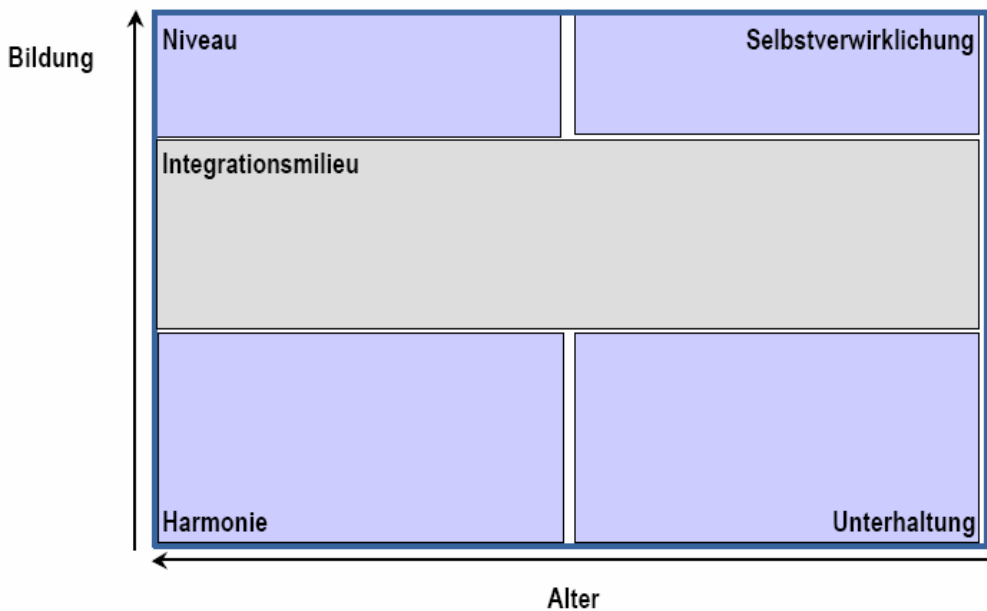 Bildung
Niveau
Selbstverwirklichung
Integrationsmilieu
Harmonie
Unterhaltung
Alter